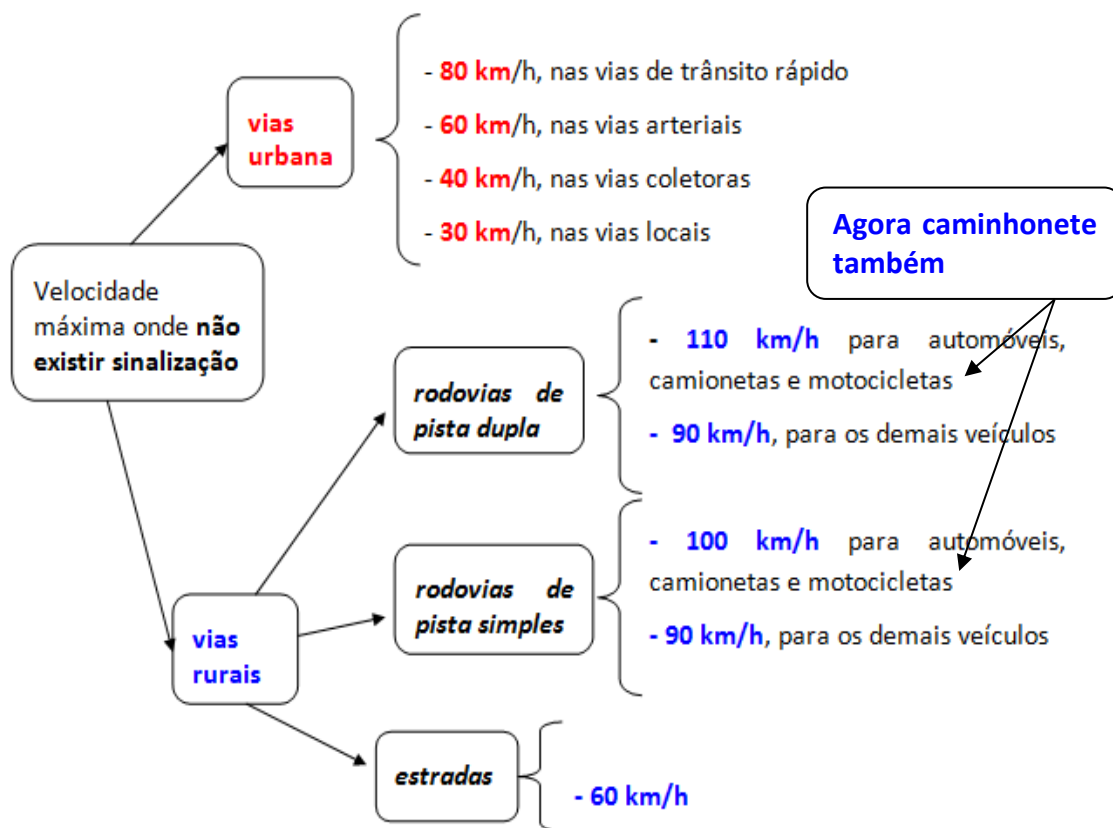 vias
urbana
- 80 km/h, nas vias de trânsito rápido
- 60 km/h, nas vias arteriais
- 40 km/h, nas vias coletoras
- 30 km/h, nas vias locais
Agora caminhonete
também
Velocidade
máxima onde não
existir sinalização
rodovias de
pista dupla
- 110 km/h para automóveis,
camionetas e motocicletas
- 90 km/h, para os demais veículos
rodovias de
pista simples
- 100 km/h para automóveis,
camionetas e motocicletas
- 90 km/h, para os demais veículos
vias
rurais
estradas
- 60 km/h